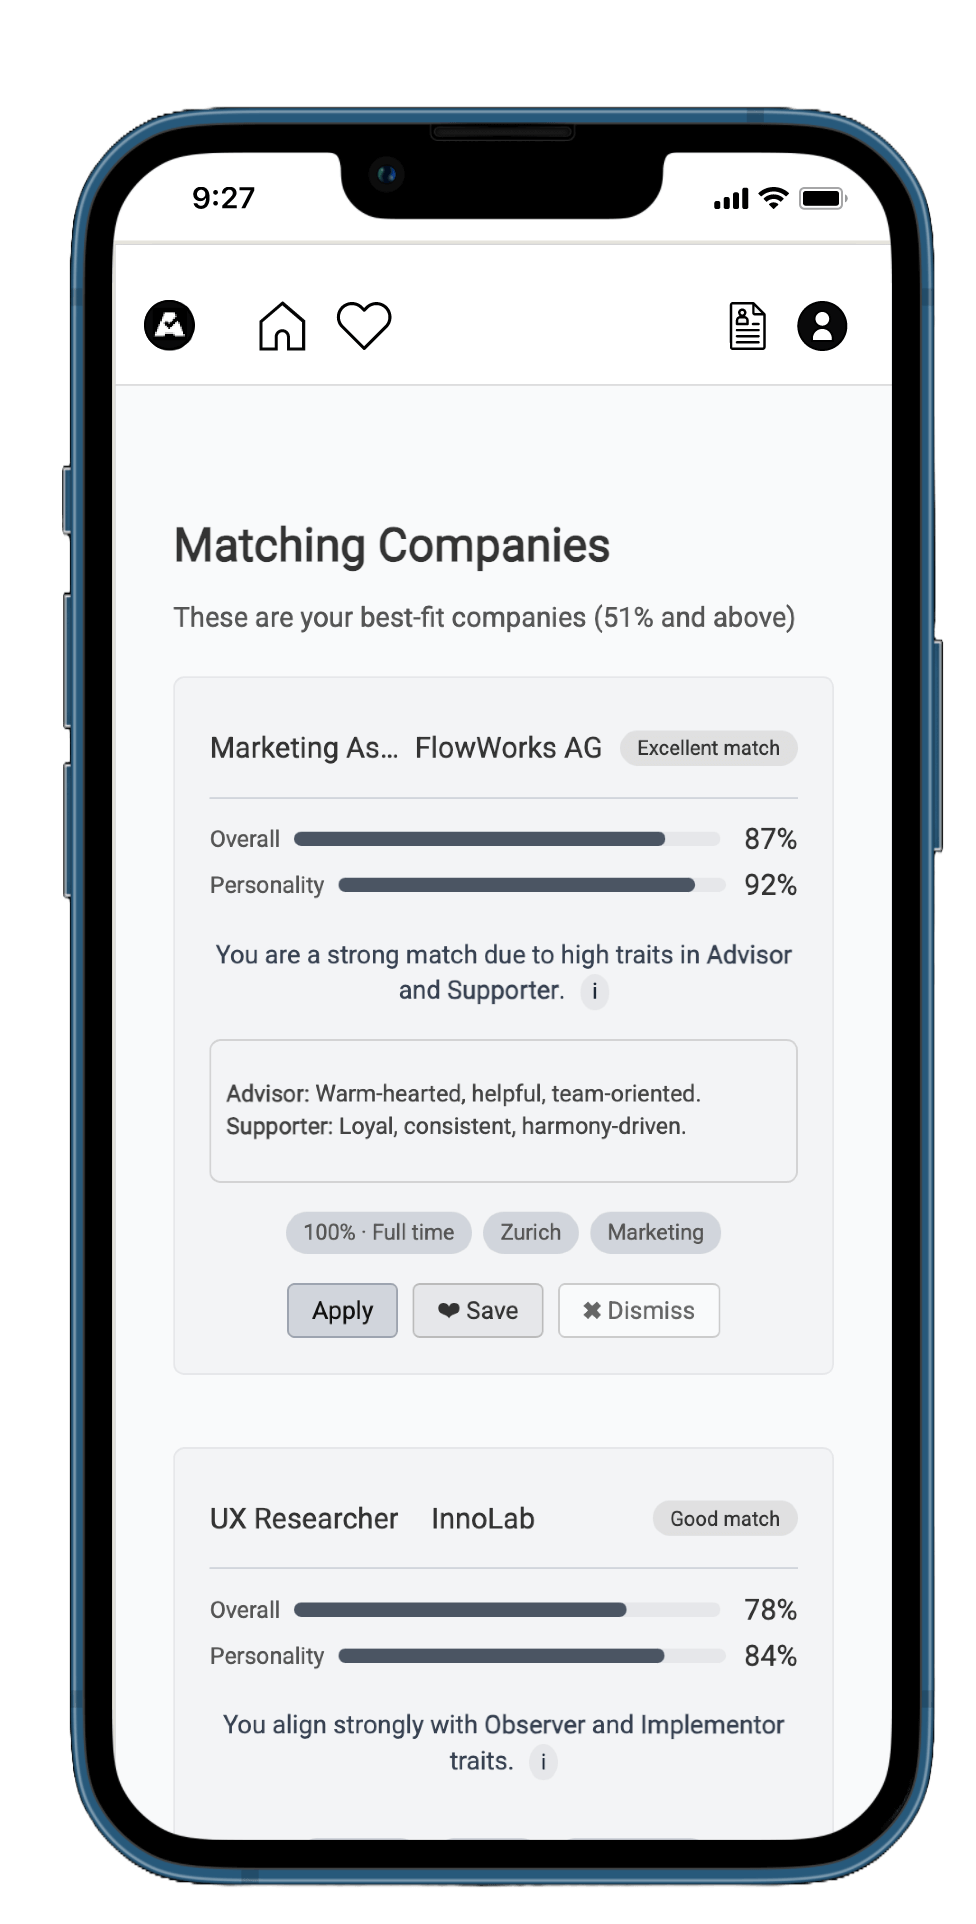 9:27
Matching Companies
These are your best-fit companies (51% and above)
Marketing As... FlowWorks AG Excellent match
Overall 87%
Personality 92%
You are a strong match due to high traits in Advisor
and Supporter. i
Advisor: Warm-hearted, helpful, team-oriented.
Supporter: Loyal, consistent, harmony-driven.
100% · Full time Zurich Marketing
Apply ❤ Save ✖ Dismiss
UX Researcher InnoLab Good match
Overall 78%
Personality 84%
You align strongly with Observer and Implementor
traits. i